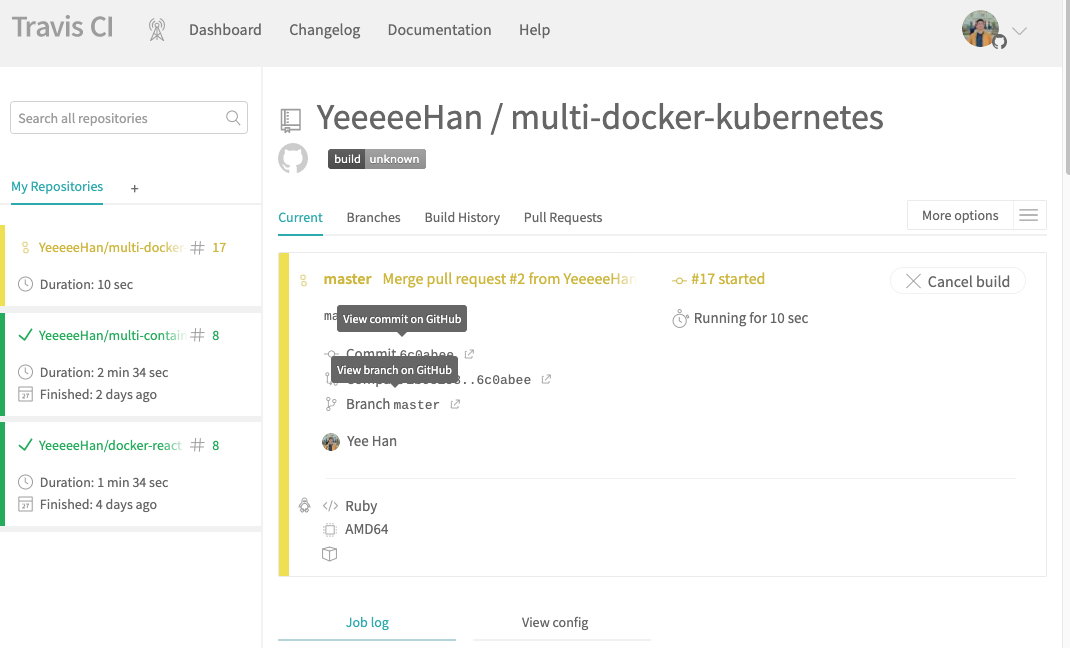 Travis CI
Dashboard Changelog Documentation Help
Search all repositories
My Repositories +
YeeeeeHan/multi-docker # 17
Duration: 10 sec
YeeeeeHan/multi-contain # 8
Duration: 2 min 34 sec
27 Finished: 2 days ago
YeeeeeHan/docker-react # 8
Duration: 1 min 34 sec
27 Finished: 4 days ago
YeeeeeHan / multi-docker-kubernetes
build unknown
Current Branches Build History Pull Requests
More options
master Merge pull request #2 from YeeeeeHan
#17 started
Cancel build
ma
View commit on GitHub
Running for 10 sec
Commit 6c0abee
View branch on GitHub
..6c0abee
Branch master
Yee Han
</> Ruby
AMD64
Job log View config